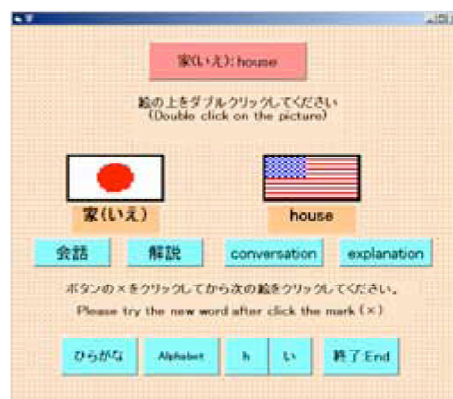 家(いえ):house
絵の上をダブルクリックしてください
(Double click on the picture)
家(いえ) house
会話 解説 conversation explanation
ボタンの×をクリックしてから次の絵をクリックしてください。
Please try the new word after click the mark (×)
ひらがな Alphabet h い 終了End